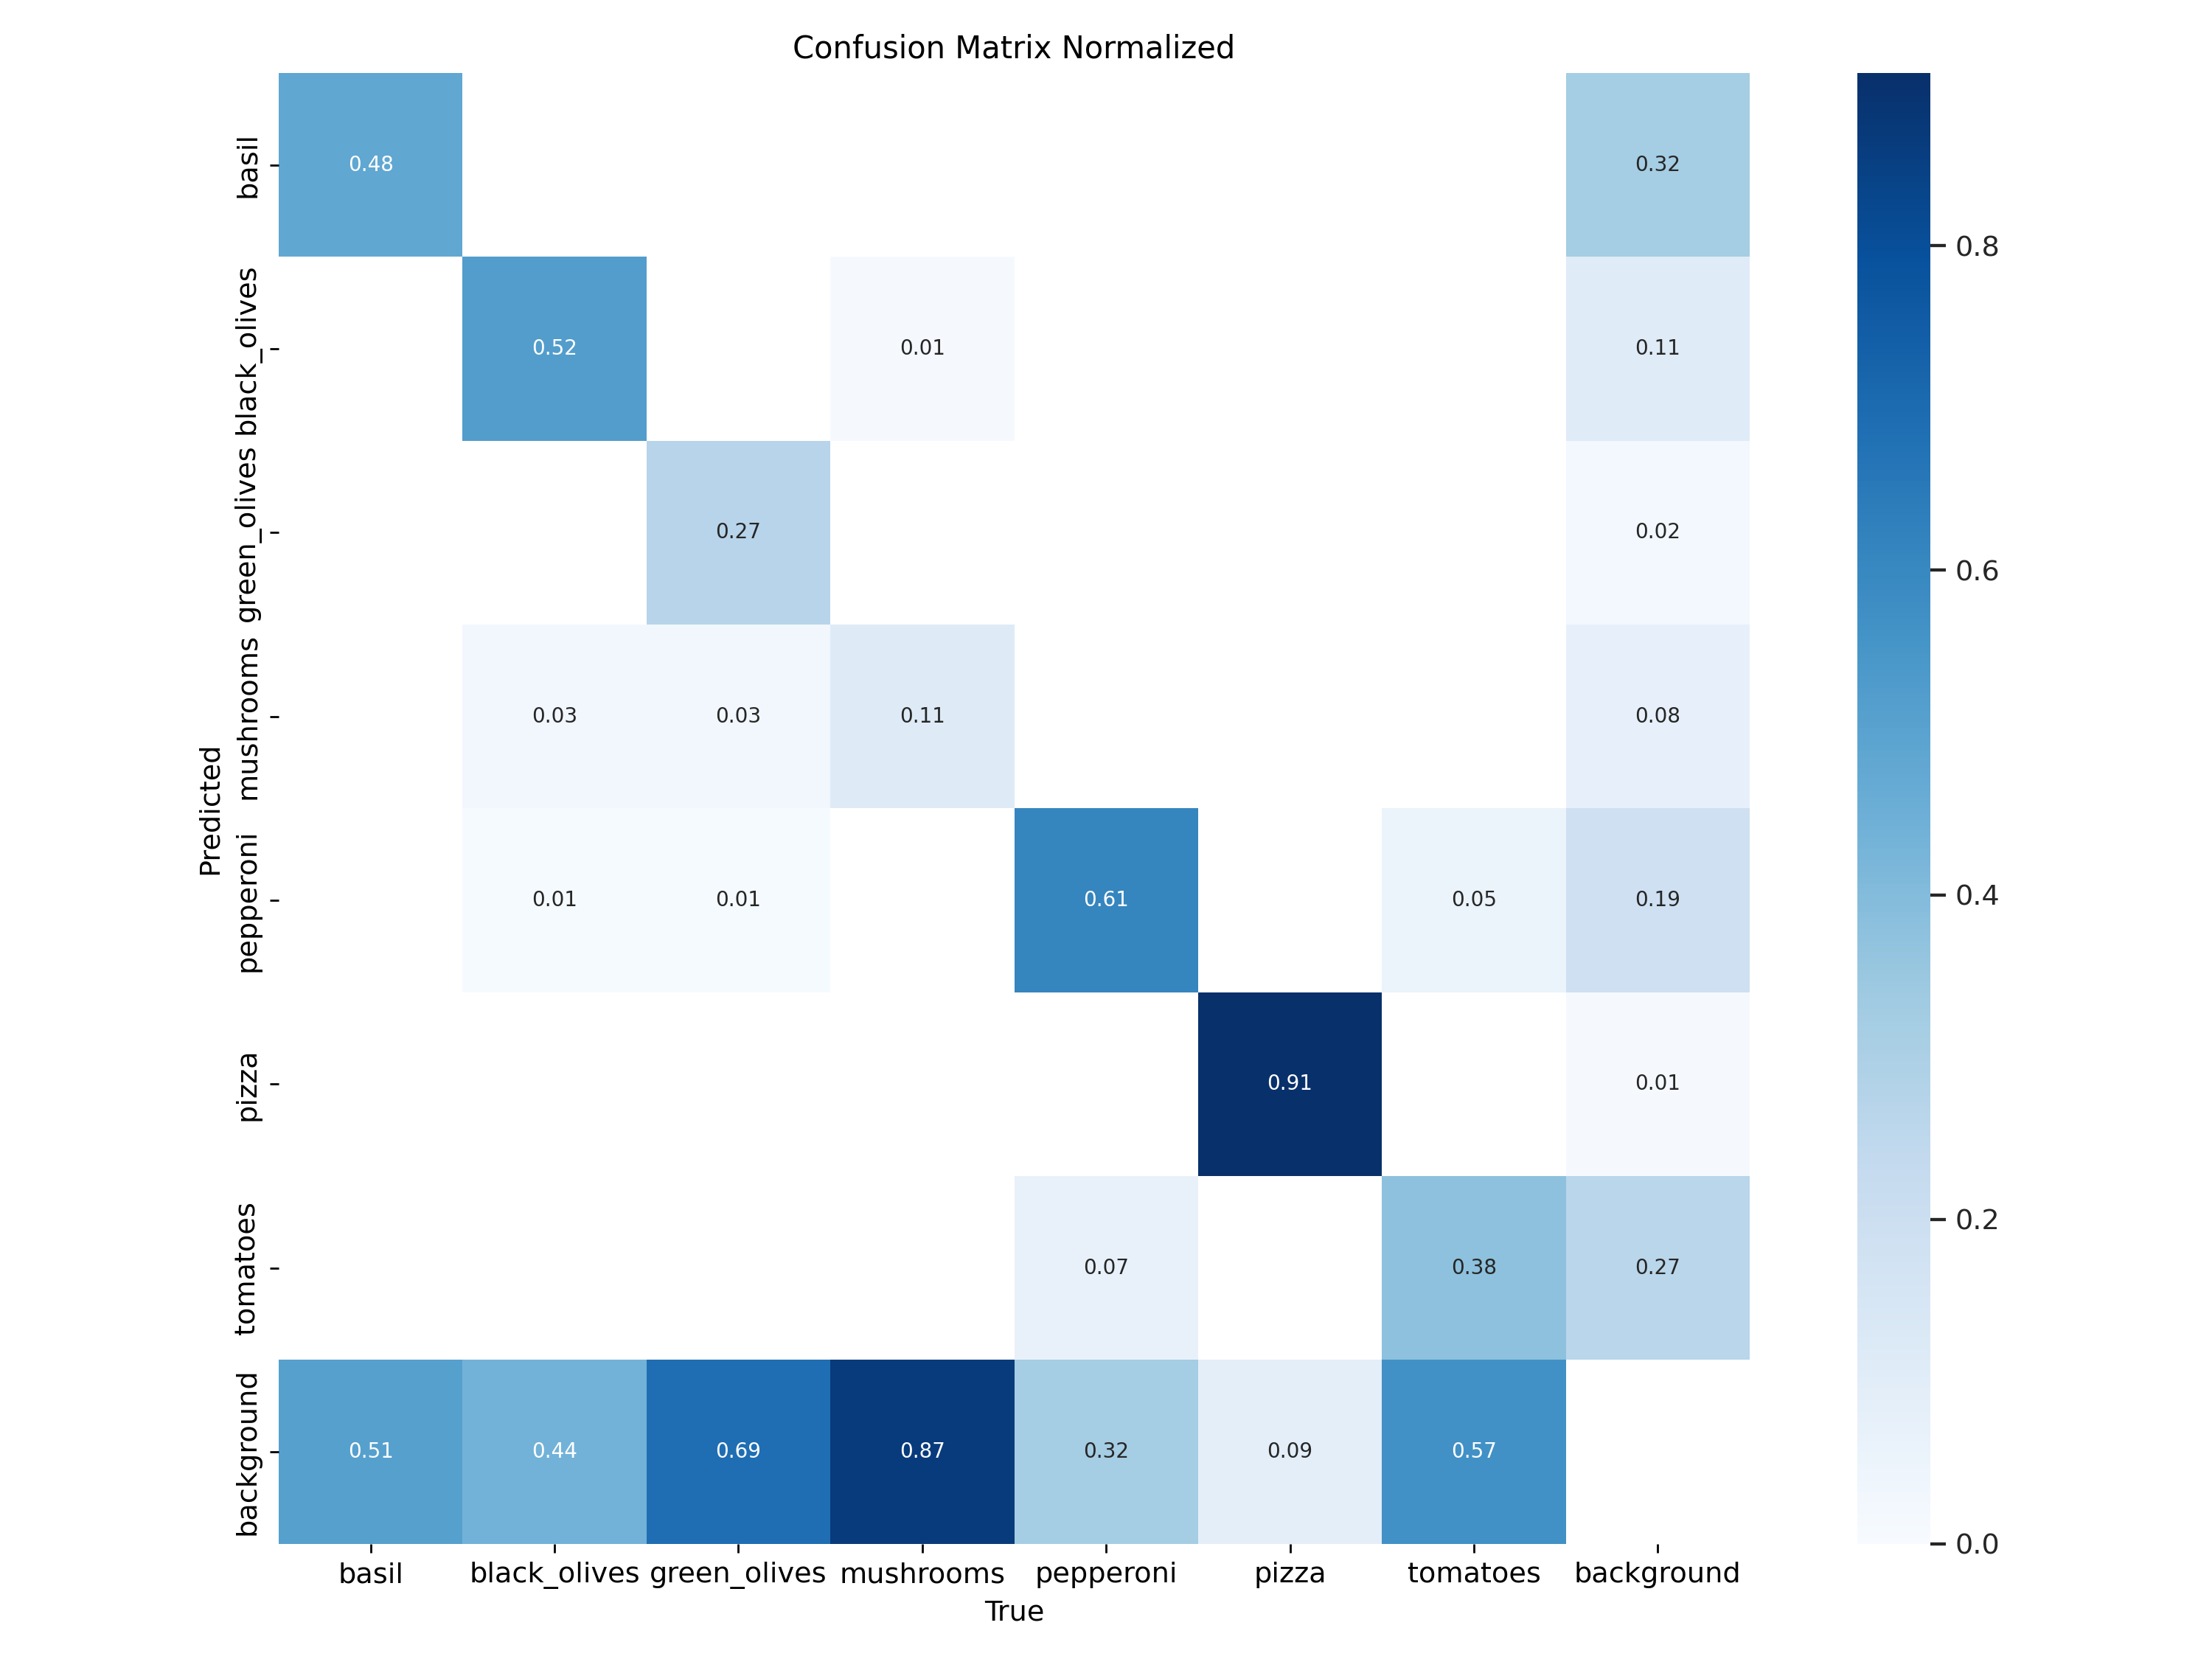 Confusion Matrix Normalized
Predicted
basil
0.48
0.32
black_olives
0.52
0.01
0.11
green_olives
0.27
0.02
mushrooms
0.03
0.03
0.11
0.08
pepperoni
0.01
0.01
0.61
0.05
0.19
pizza
0.91
0.01
tomatoes
0.07
0.38
0.27
background
0.51
0.44
0.69
0.87
0.32
0.09
0.57
basil black_olives green_olives mushrooms pepperoni pizza tomatoes background
True
0.8
0.6
0.4
0.2
0.0